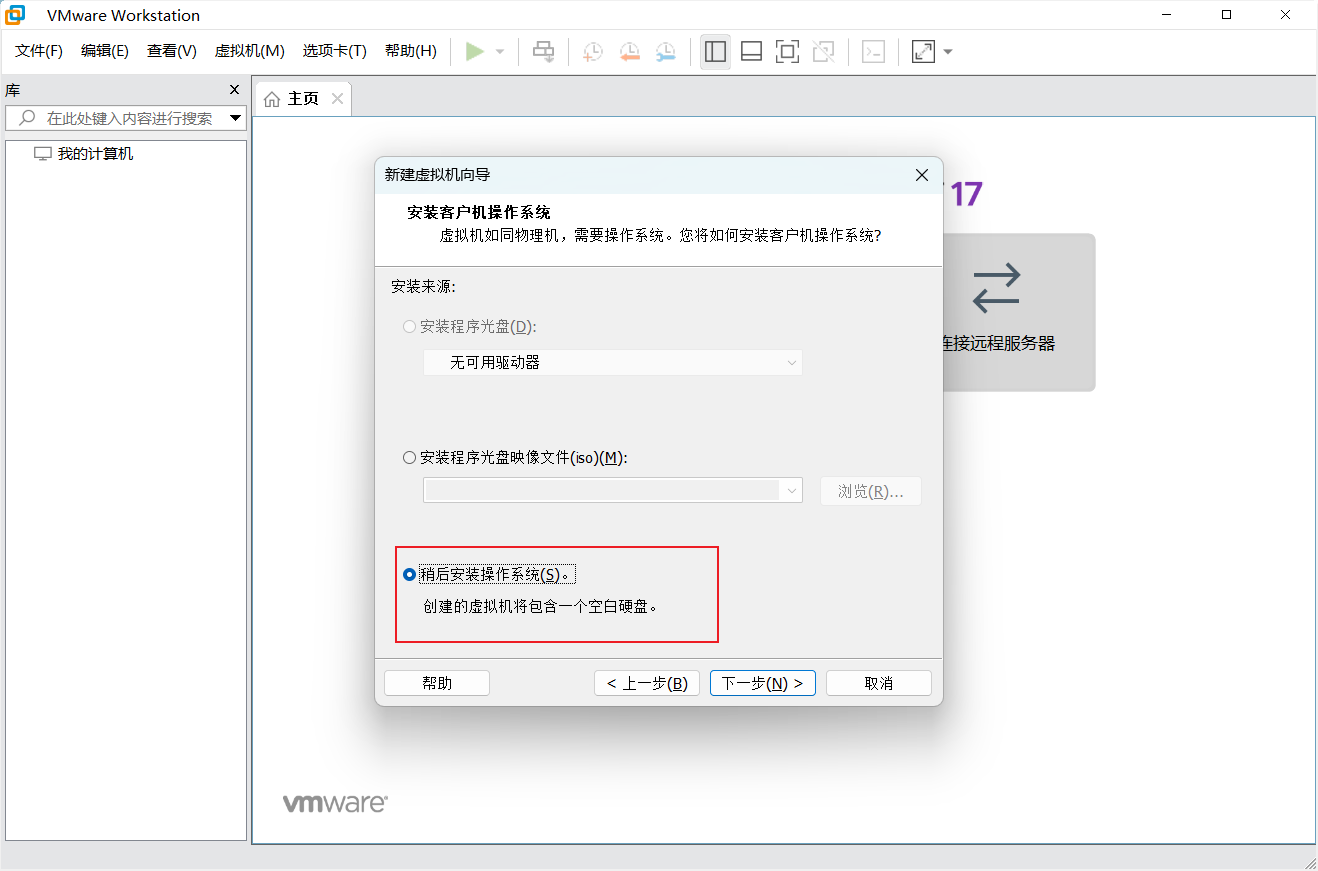 VMware Workstation
文件(F) 编辑(E) 查看(V) 虚拟机(M) 选项卡(T) 帮助(H)
库
在此处键入内容进行搜索
我的计算机
主页
17
连接远程服务器
新建虚拟机向导
安装客户机操作系统
虚拟机如同物理机，需要操作系统。您将如何安装客户机操作系统?
安装来源:
安装程序光盘(D):
无可用驱动器
安装程序光盘映像文件(iso)(M):
浏览(R)...
稍后安装操作系统(S)。
创建的虚拟机将包含一个空白硬盘。
帮助 < 上一步(B) 下一步(N) > 取消
vmware